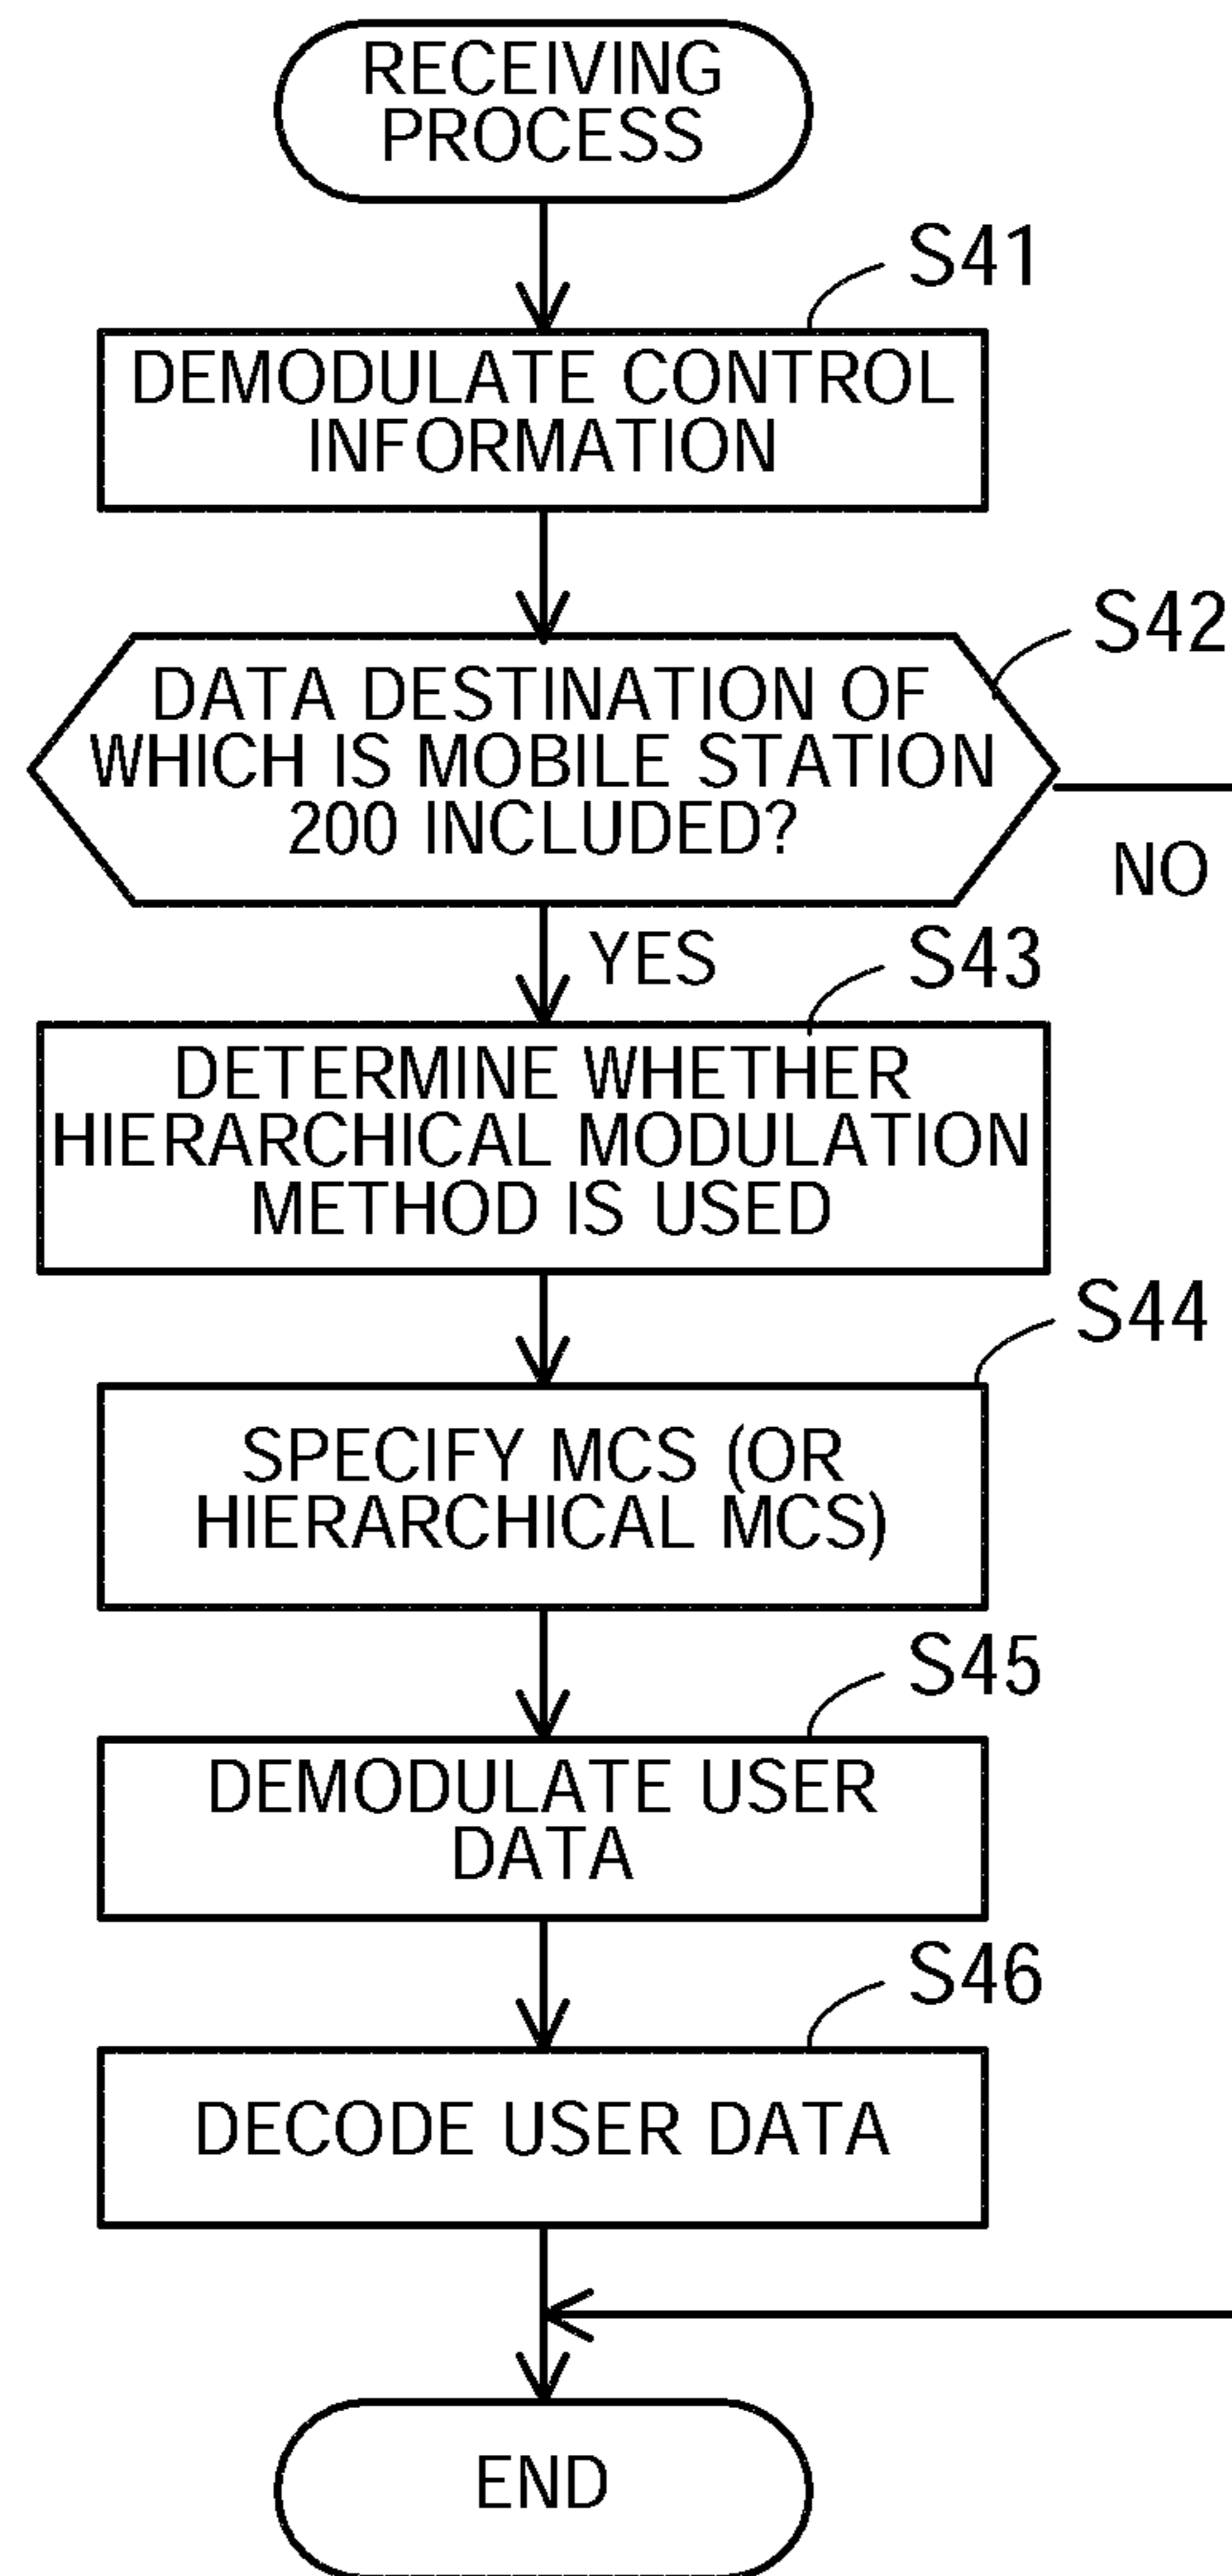 RECEIVING
PROCESS
S41
DEMODULATE CONTROL
INFORMATION
S42
DATA DESTINATION OF
WHICH IS MOBILE STATION
200 INCLUDED?
NO
YES
S43
DETERMINE WHETHER
HIERARCHICAL MODULATION
METHOD IS USED
S44
SPECIFY MCS (OR
HIERARCHICAL MCS)
S45
DEMODULATE USER
DATA
S46
DECODE USER DATA
END